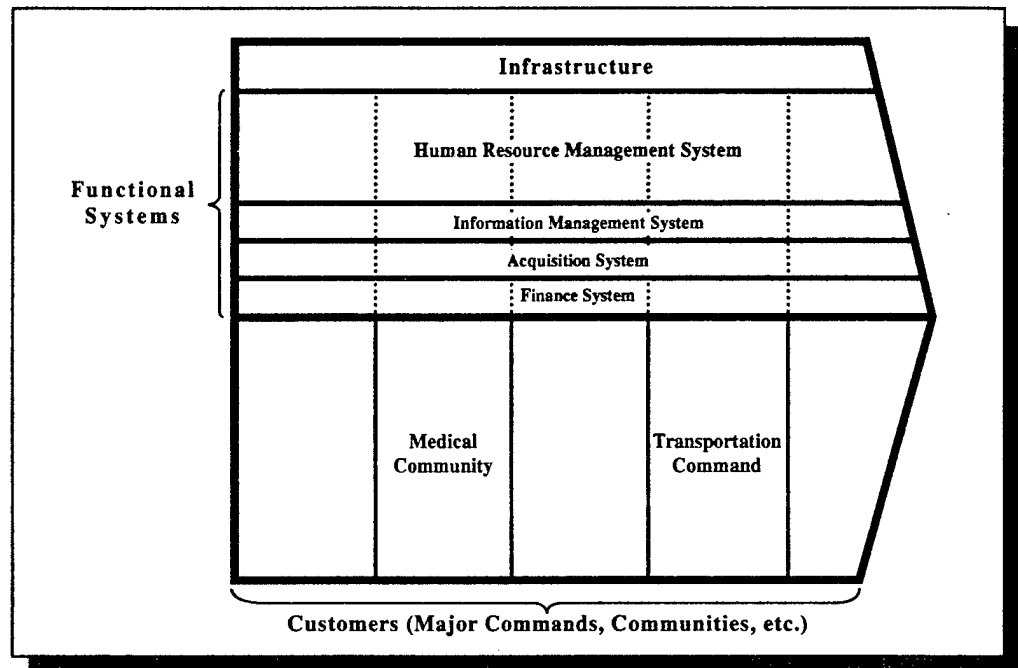 Infrastructure
Human Resource Management System
Functional
Systems
Information Management System
Acquisition System
Finance System
Medical
Community
Transportation
Command
Customers (Major Commands, Communities, etc.)